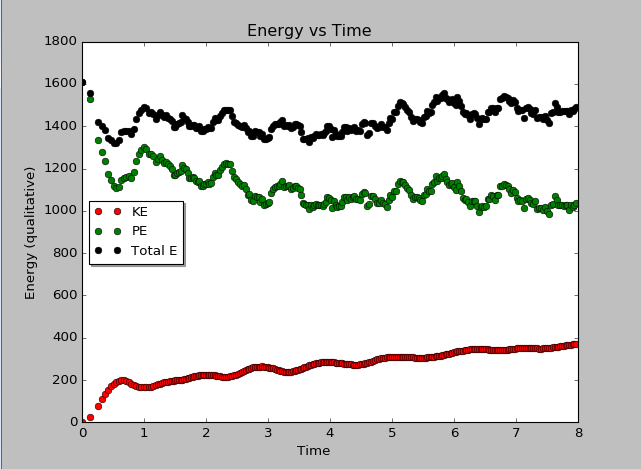 Energy vs Time
1800
1600
1400
1200
1000
800
600
400
200
0
Energy (qualitative)
KE
PE
Total E
0 1 2 3 4 5 6 7 8
Time